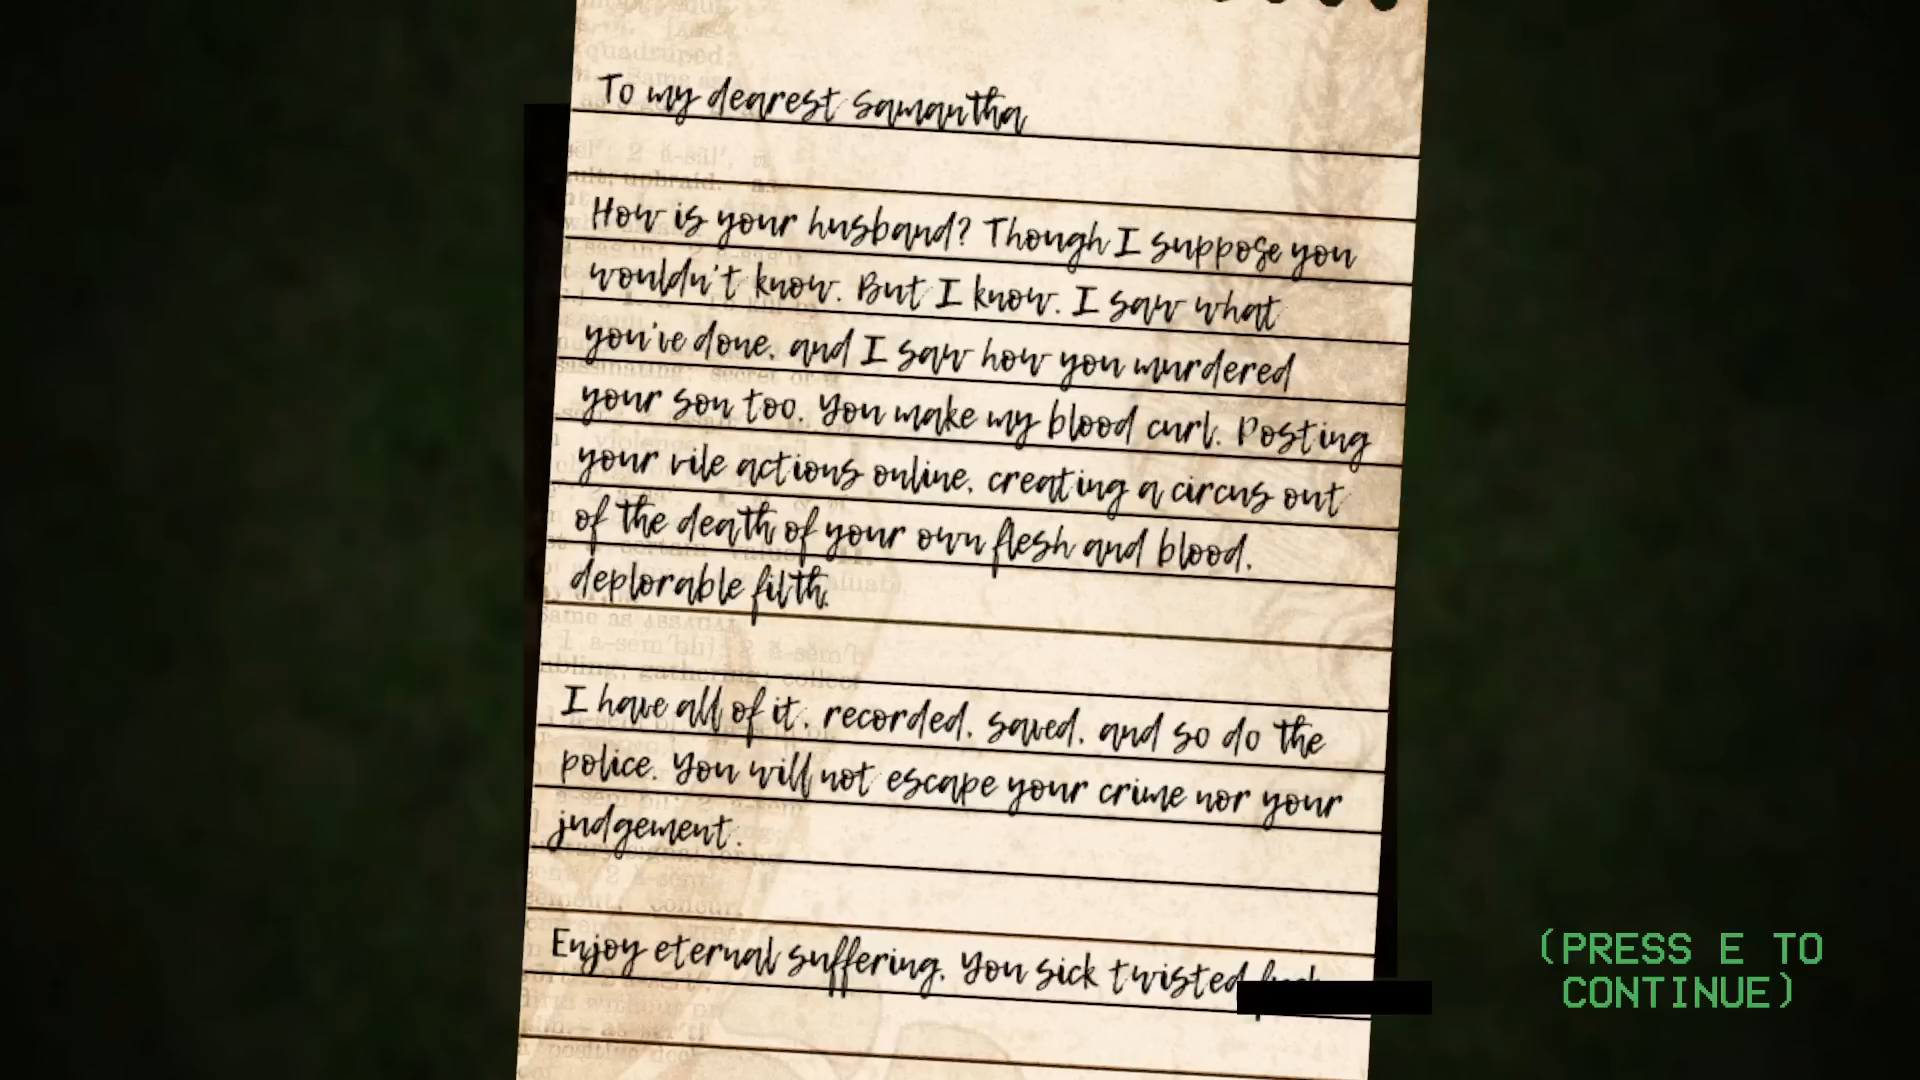 To my dearest Samantha
How is your husband? Though I suppose you
wouldn't know. But I know. I saw what
you've done, and I saw how you murdered
your son too. You make my blood curl. Posting
your vile actions online, creating a circus out
of the death of your own flesh and blood.
deplorable filth.
I have all of it, recorded, saved, and so do the
police. You will not escape your crime nor your
judgement.
Enjoy eternal suffering. You sick twisted
(PRESS E TO
CONTINUE)